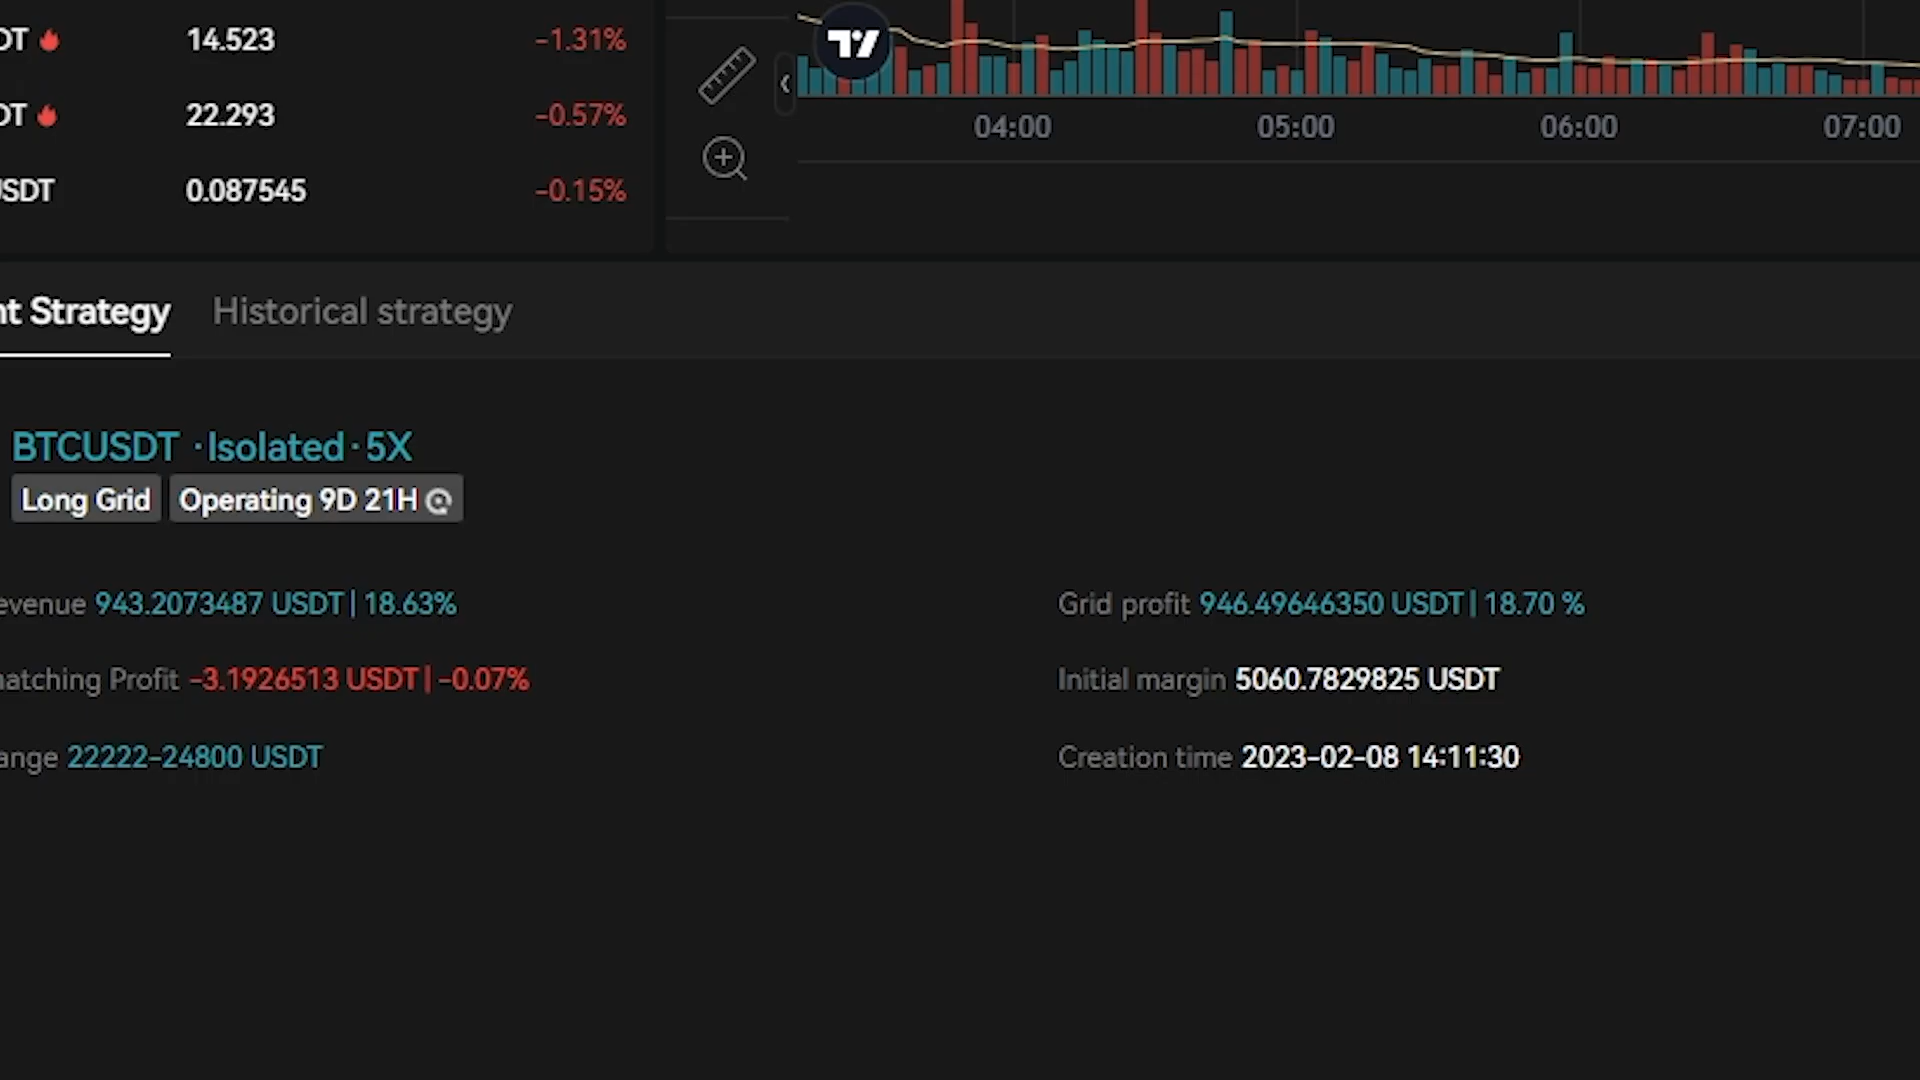 DT 14.523 -1.31%
DT 22.293 -0.57%
USDT 0.087545 -0.15%
04:00 05:00 06:00 07:00
nt Strategy Historical strategy
BTCUSDT ·Isolated·5X
Long Grid Operating 9D 21H
evenue 943.2073487 USDT| 18.63%
Grid profit 946.49646350 USDT| 18.70 %
natching Profit -3.1926513 USDT| -0.07%
Initial margin 5060.7829825 USDT
ange 22222-24800 USDT
Creation time 2023-02-08 14:11:30